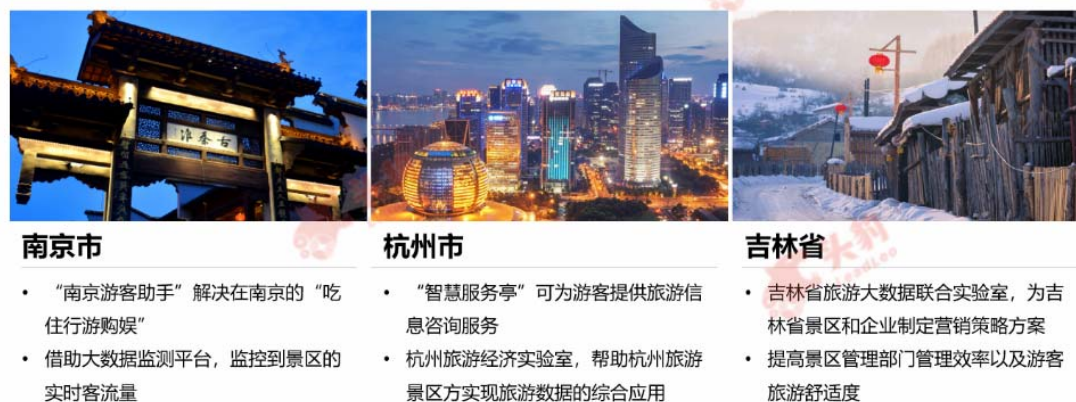 古秦淮
南京市
• “南京游客助手”解决在南京的“吃
住行游购娱”
• 借助大数据监测平台，监控到景区的
实时客流量
杭州市
• “智慧服务亭”可为游客提供旅游信
息咨询服务
• 杭州旅游经济实验室，帮助杭州旅游
景区方实现旅游数据的综合应用
吉林省
• 吉林省旅游大数据联合实验室，为吉
林省景区和企业制定营销策略方案
• 提高景区管理部门管理效率以及游客
旅游舒适度
头豹
LeadLeo